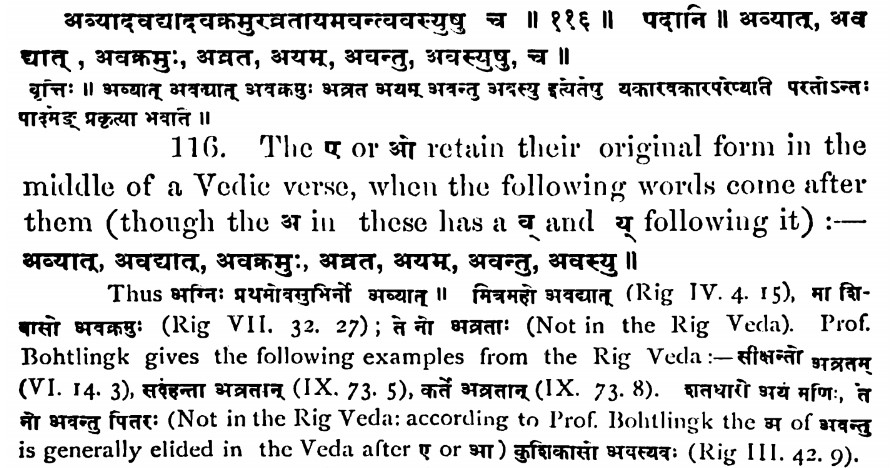 अव्यादवद्यादवक्रमुरव्रतायमवन्त्ववस्युषु च ॥ ११६ ॥ पदानि ॥ अव्यात्, अव
द्यात्, अवक्रमुः, अव्रत, अयम्, अवन्तु, अवस्युषु, च ॥
वृत्तिः ॥ अव्यात् अवद्यात् अवक्रमुः अव्रत अयम् अवन्तु अवस्यु इत्येतेषु यकारवकारपरेप्याति परतोऽन्तः
पादमेङ् प्रकृत्या भवाति ॥
116. The ए or ओ retain their original form in the
middle of a Vedic verse, when the following words come after
them (though the अ in these has a व् and य् following it) :—
अव्यात्, अवद्यात्, अवक्रमुः, अव्रत, अयम्, अवन्तु, अवस्यु ॥
Thus अग्निः प्रथमोवसुभिर्नो अव्यात् ॥ मित्रमहो अवद्यात् (Rig IV. 4. 15), मा शि-
वासो अवक्रमुः (Rig VII. 32. 27); ते नो अव्रताः (Not in the Rig Veda). Prof.
Bohtlingk gives the following examples from the Rig Veda :— सीक्षन्तो अव्रतम्
(VI. 14. 3), सदंहन्ता अव्रतान् (IX. 73. 5), कर्ते अव्रतान् (IX. 73. 8). शतधारो अयं मणिः, ते
नो अवन्तु पितरः (Not in the Rig Veda: according to Prof. Bohtlingk the अ of अवन्तु
is generally elided in the Veda after ए or आ) कुशिकासो अवस्यवः (Rig III. 42. 9).